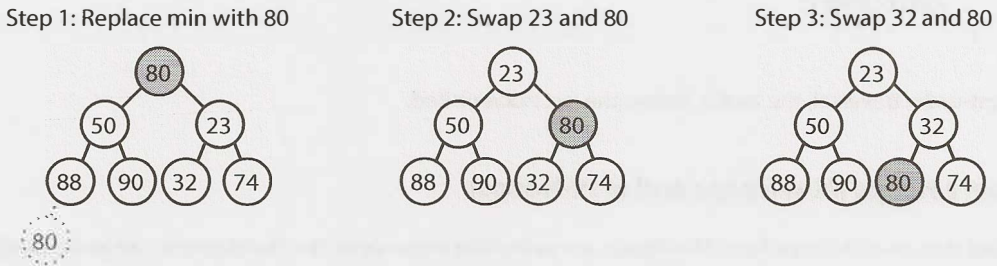 Step 1: Replace min with 80 Step 2: Swap 23 and 80 Step 3: Swap 32 and 80
80 23 23
50 23 50 80 50 32
88 90 32 74 88 90 32 74 88 90 80 74
80